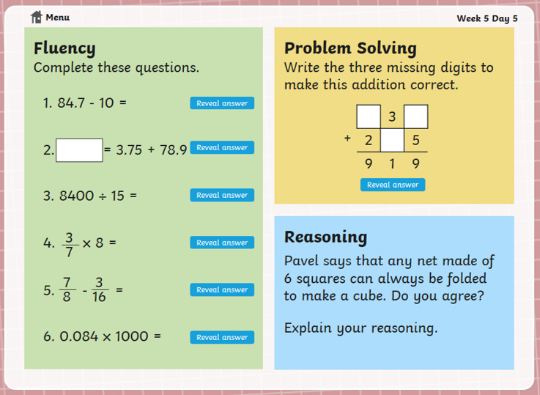 Menu
Week 5 Day 5
Fluency
Complete these questions.
1. 84.7 - 10 =
Reveal answer
2. = 3.75 + 78.9
Reveal answer
3. 8400 ÷ 15 =
Reveal answer
4. 3/7 × 8 =
Reveal answer
5. 7/8 - 3/16 =
Reveal answer
6. 0.084 × 1000 =
Reveal answer
Problem Solving
Write the three missing digits to
make this addition correct.
3
+ 2 5
9 1 9
Reveal answer
Reasoning
Pavel says that any net made of
6 squares can always be folded
to make a cube. Do you agree?
Explain your reasoning.